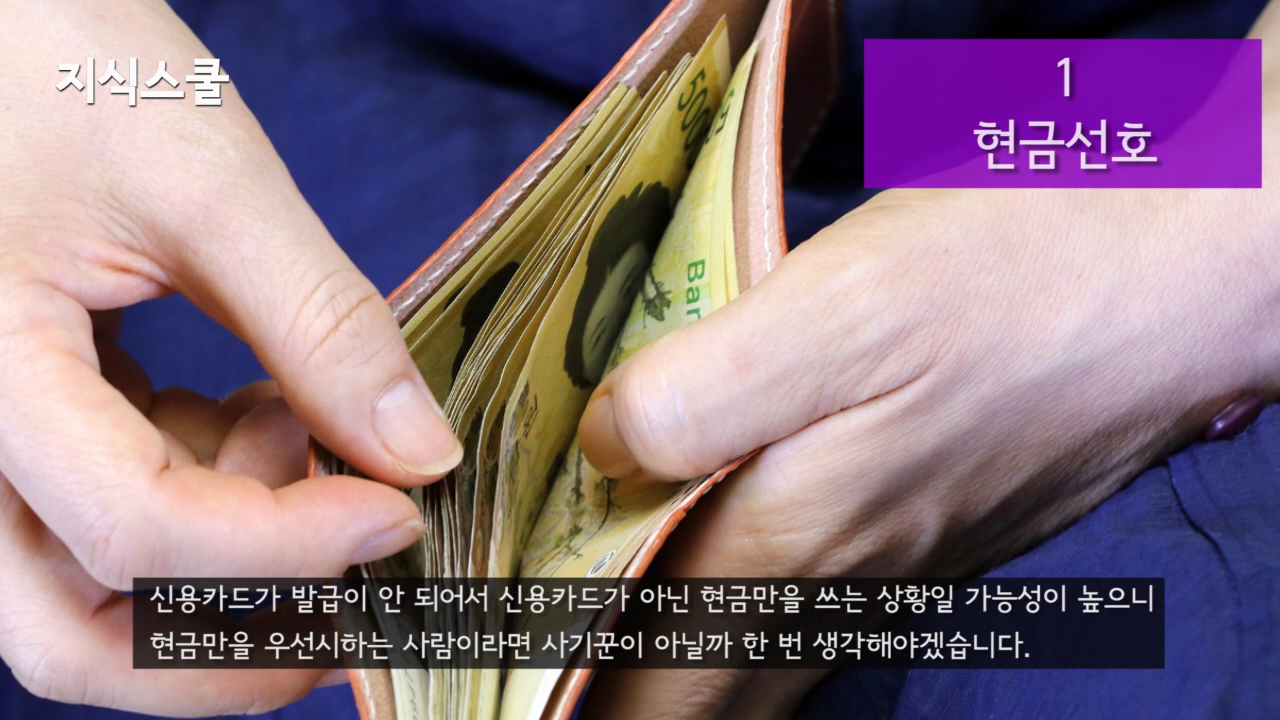 지식스쿨
1
현금선호
5000
Ban
신용카드가 발급이 안 되어서 신용카드가 아닌 현금만을 쓰는 상황일 가능성이 높으니
현금만을 우선시하는 사람이라면 사기꾼이 아닐까 한 번 생각해야겠습니다.